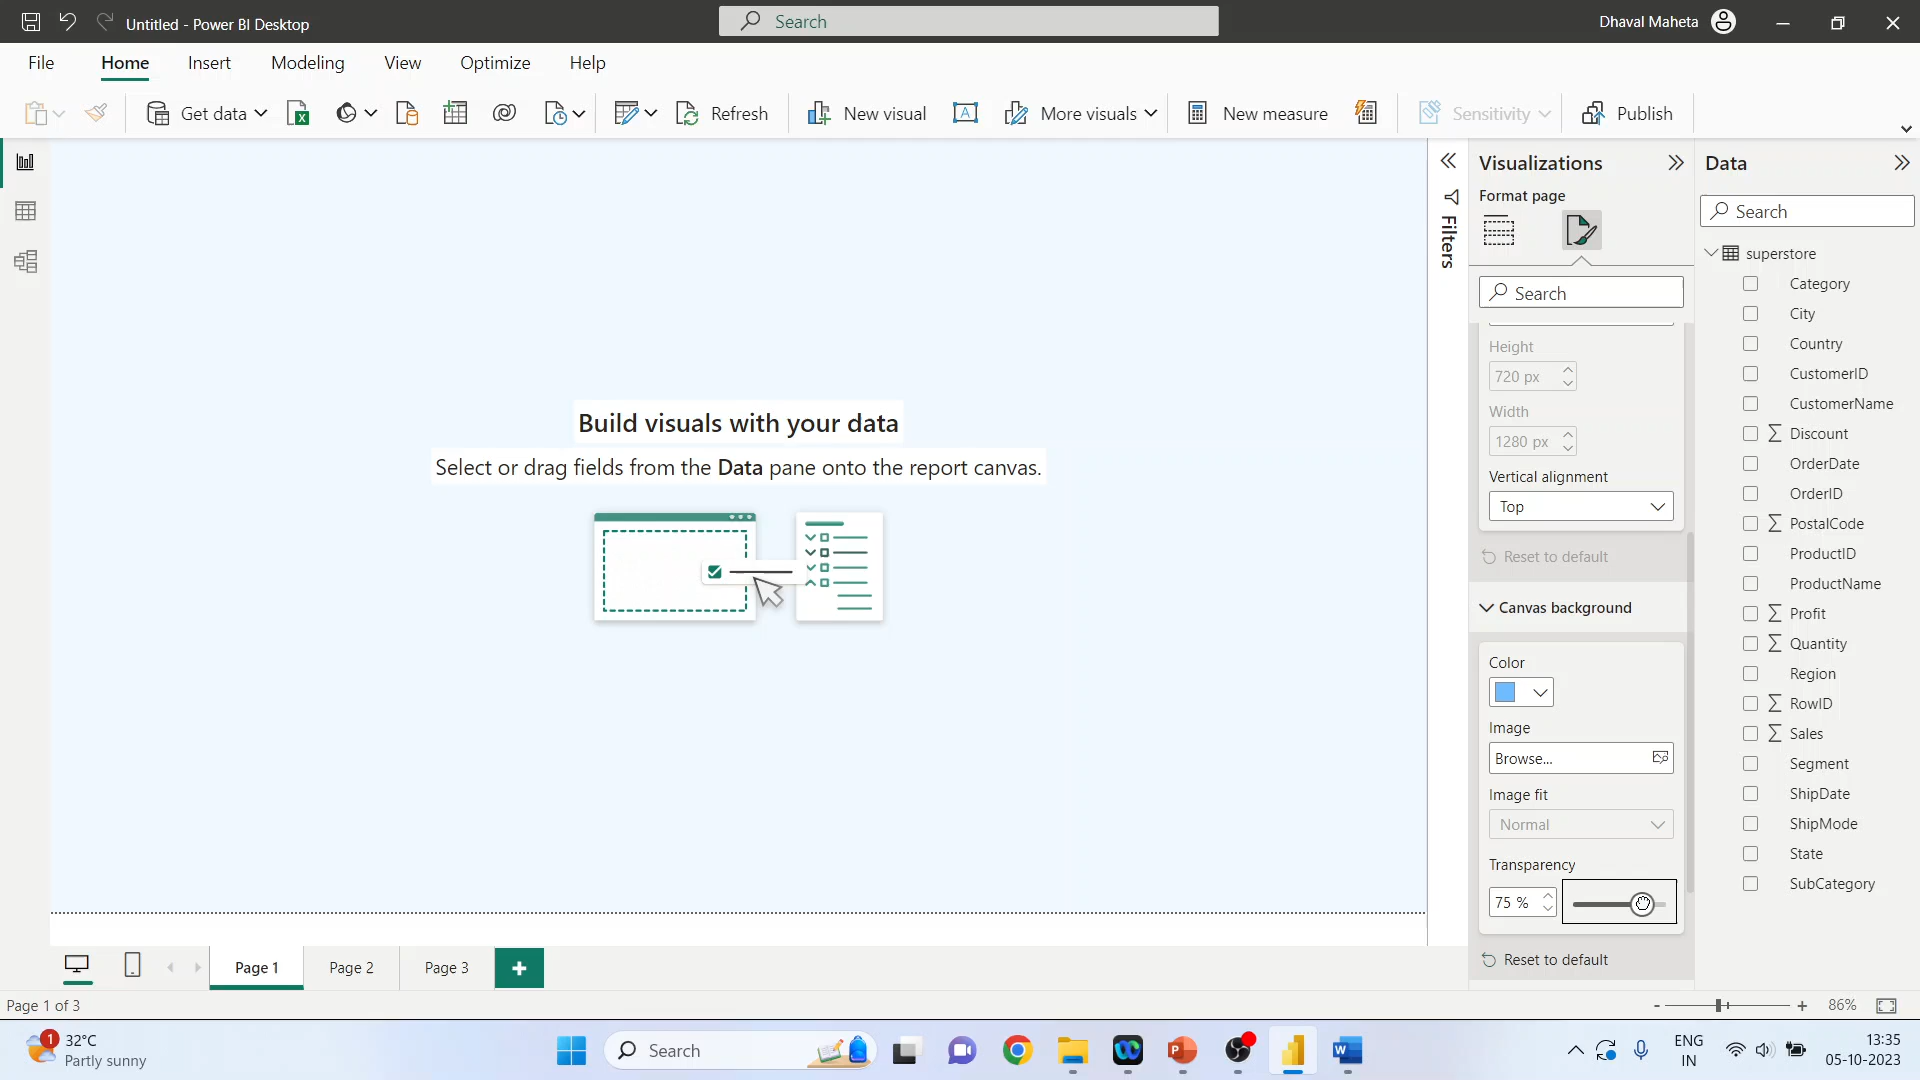 Untitled - Power BI Desktop
Search
Dhaval Maheta
File
Home
Insert
Modeling
View
Optimize
Help
Get data
Refresh
New visual
More visuals
New measure
Sensitivity
Publish
Build visuals with your data
Select or drag fields from the Data pane onto the report canvas.
Filters
Visualizations
Format page
Search
Height
720 px
Width
1280 px
Vertical alignment
Top
Reset to default
Canvas background
Color
Image
Browse...
Image fit
Normal
Transparency
75 %
Reset to default
Data
Search
superstore
Category
City
Country
CustomerID
CustomerName
Discount
OrderDate
OrderID
PostalCode
ProductID
ProductName
Profit
Quantity
Region
RowID
Sales
Segment
ShipDate
ShipMode
State
SubCategory
Page 1
Page 2
Page 3
Page 1 of 3
86%
1
32°C
Partly sunny
Search
ENG
IN
13:35
05-10-2023